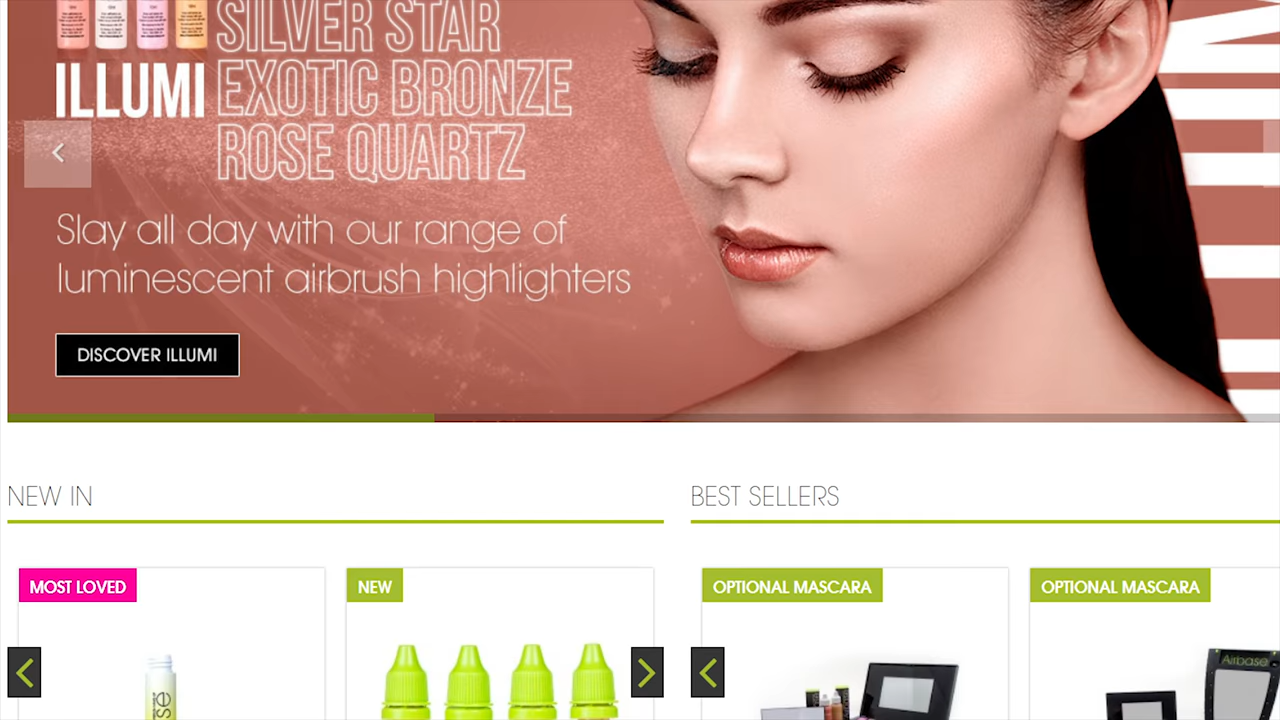 SILVER STAR
ILLUMI EXOTIC BRONZE
ROSE QUARTZ
Slay all day with our range of
luminescent airbrush highlighters
DISCOVER ILLUMI
NEW IN
BEST SELLERS
MOST LOVED
NEW
OPTIONAL MASCARA
OPTIONAL MASCARA
Airbase